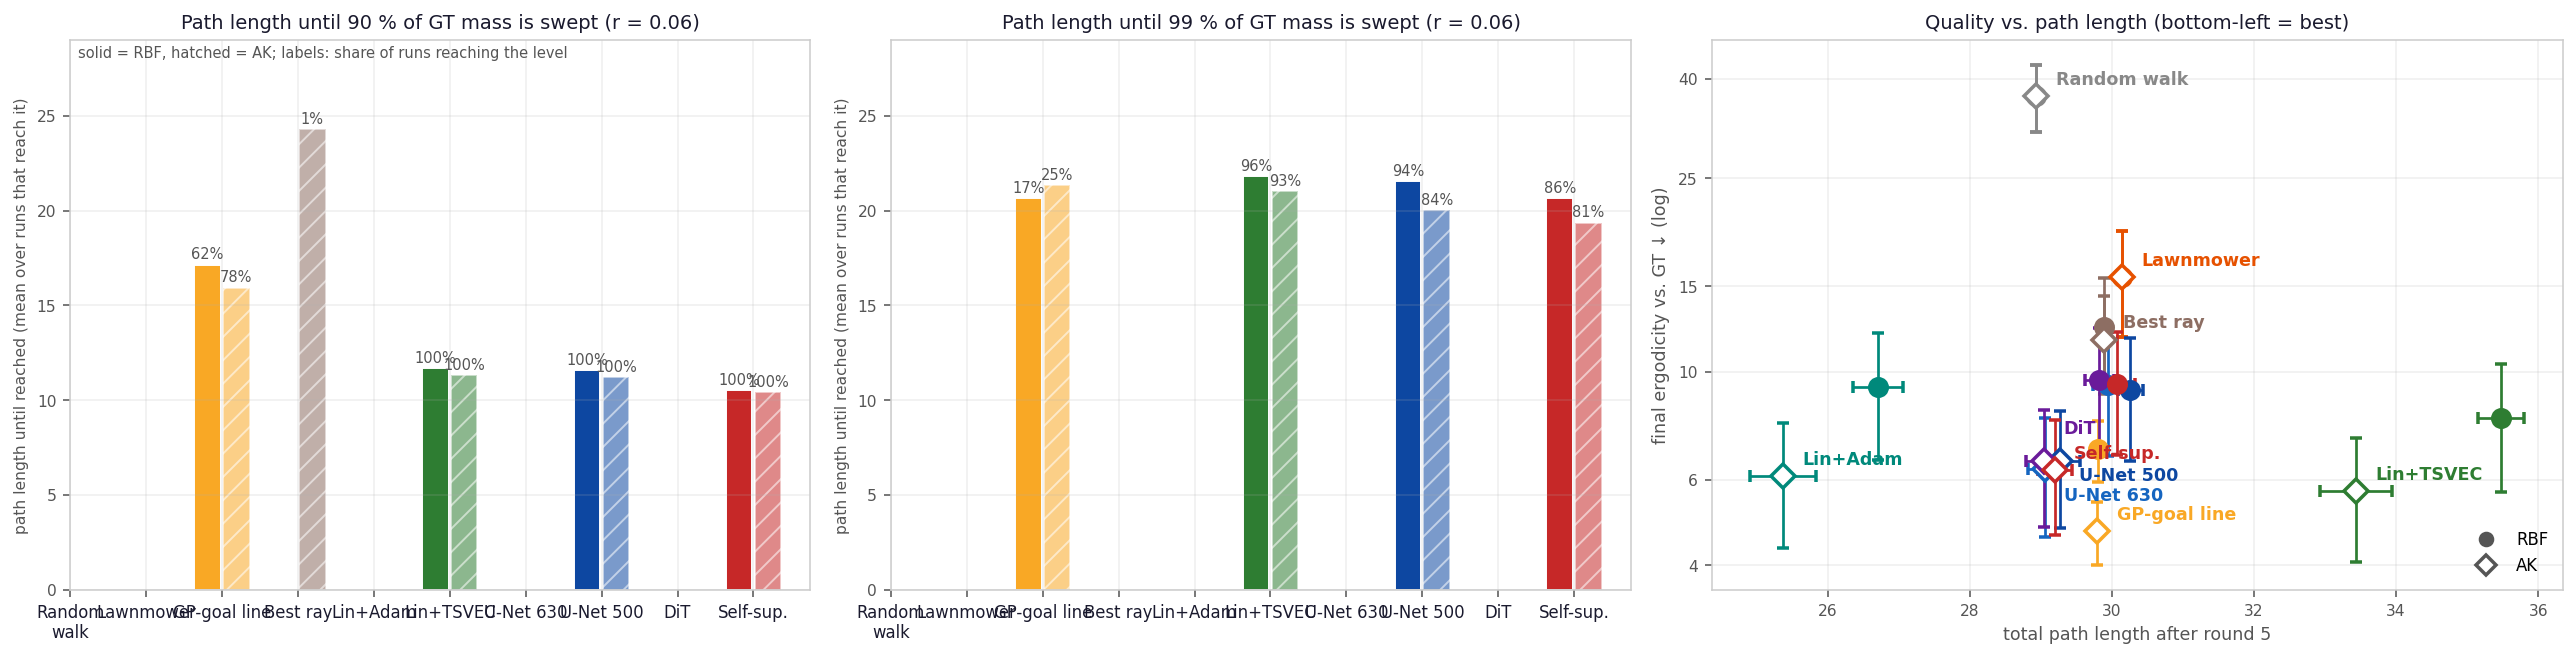 Path length until 90 % of GT mass is swept (r = 0.06)
solid = RBF, hatched = AK; labels: share of runs reaching the level
path length until reached (mean over runs that reach it)
25
20
15
10
5
0
62%
78%
1%
100%
100%
100%
100%
100%
100%
Random walk
Lawnmower
GP-goal line
Best ray
Lin+Adam
Lin+TSVEC
U-Net 630
U-Net 500
DiT
Self-sup.
Path length until 99 % of GT mass is swept (r = 0.06)
path length until reached (mean over runs that reach it)
25
20
15
10
5
0
17%
25%
96%
93%
94%
84%
86%
81%
Random walk
Lawnmower
GP-goal line
Best ray
Lin+Adam
Lin+TSVEC
U-Net 630
U-Net 500
DiT
Self-sup.
Quality vs. path length (bottom-left = best)
final ergodicity vs. GT ↓ (log)
40
25
15
10
6
4
Random walk
Lawnmower
Best ray
DiT
Self-sup.
Lin+Adam
U-Net 500
Lin+TSVEC
U-Net 630
GP-goal line
RBF
AK
26
28
30
32
34
36
total path length after round 5